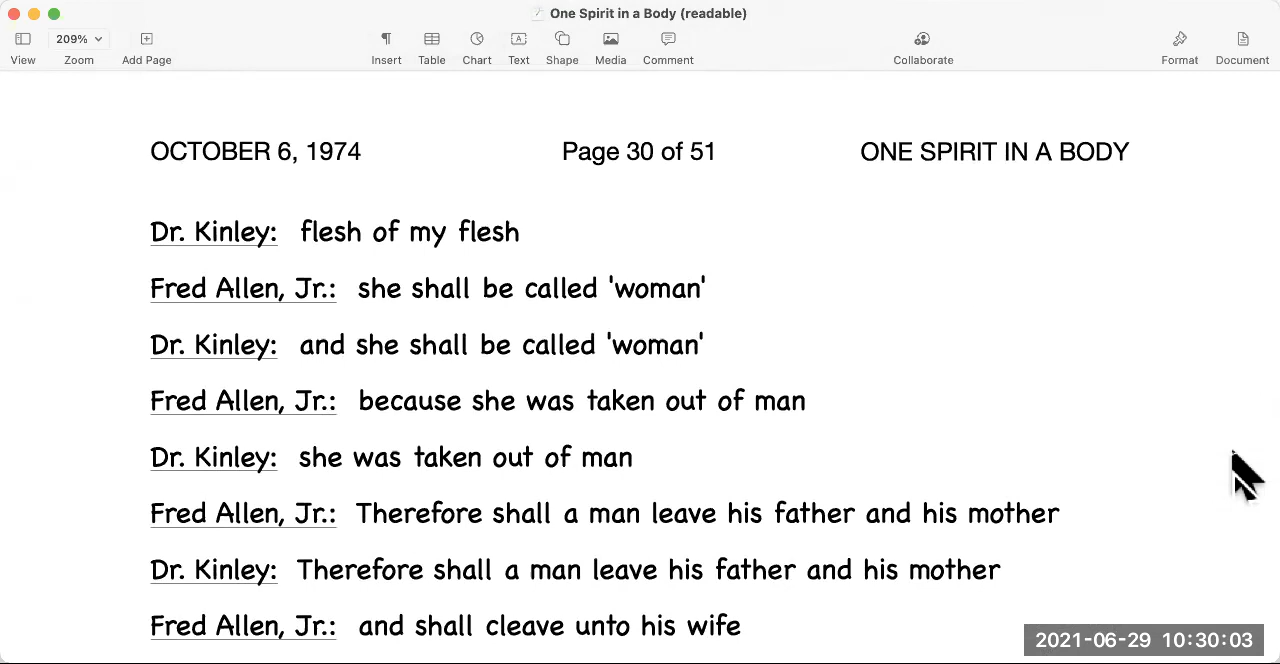 One Spirit in a Body (readable)
209%
View Zoom Add Page Insert Table Chart Text Shape Media Comment Collaborate Format Document
OCTOBER 6, 1974 Page 30 of 51 ONE SPIRIT IN A BODY
Dr. Kinley: flesh of my flesh
Fred Allen, Jr.: she shall be called 'woman'
Dr. Kinley: and she shall be called 'woman'
Fred Allen, Jr.: because she was taken out of man
Dr. Kinley: she was taken out of man
Fred Allen, Jr.: Therefore shall a man leave his father and his mother
Dr. Kinley: Therefore shall a man leave his father and his mother
Fred Allen, Jr.: and shall cleave unto his wife
2021-06-29 10:30:03